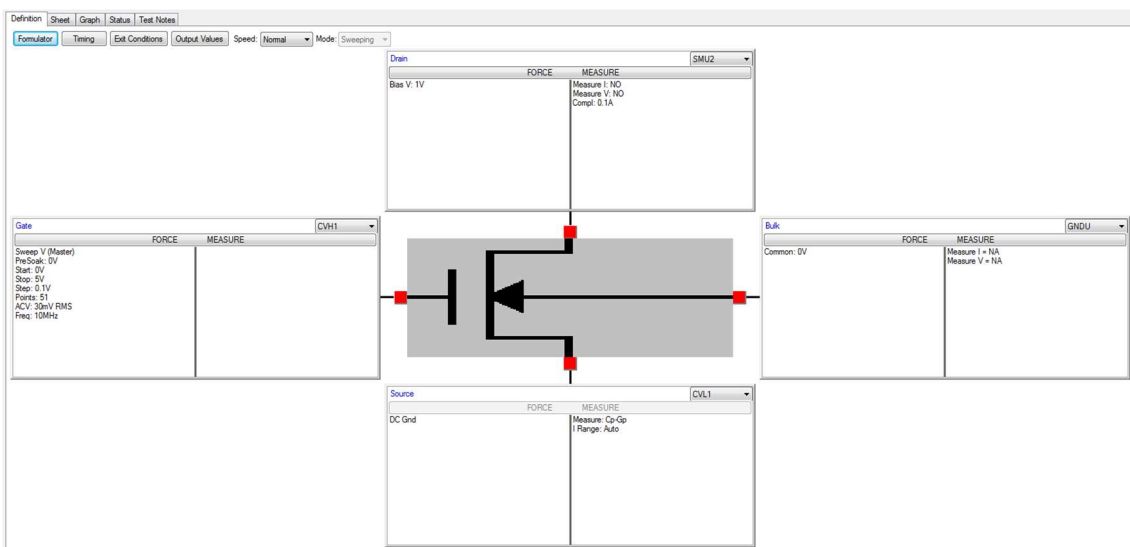 Definition Sheet Graph Status Test Notes
Formulator Timing Exit Conditions Output Values Speed: Normal Mode: Sweeping
Drain SMU2
FORCE MEASURE
Bias V: 1V
Measure I: NO
Measure V: NO
Compl: 0.1A
Gate CVH1
FORCE MEASURE
Sweep V (Master)
PreSoak: 0V
Start: 0V
Stop: 5V
Step: 0.1V
Points: 51
ACV: 30mV RMS
Freq: 10MHz
Bulk GNDU
FORCE MEASURE
Common: 0V
Measure I = NA
Measure V = NA
Source CVL1
FORCE MEASURE
DC Gnd
Measure: Cp-Gp
I Range: Auto